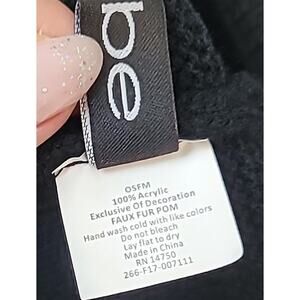 be
OSFM
100% Acrylic
Exclusive Of Decoration
FAUX FUR POM
Hand wash cold with like colors
Do not bleach
Lay flat to dry
Made in China
RN 14750
266-F17-007111